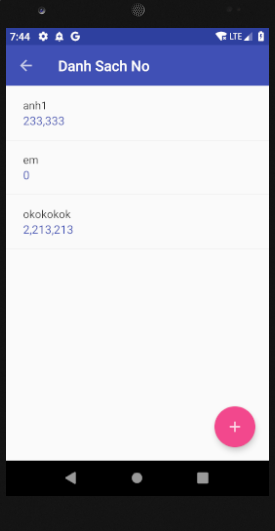 7:44 G LTE
Danh Sach No
anh1
233,333
em
0
okokokok
2,213,213
+